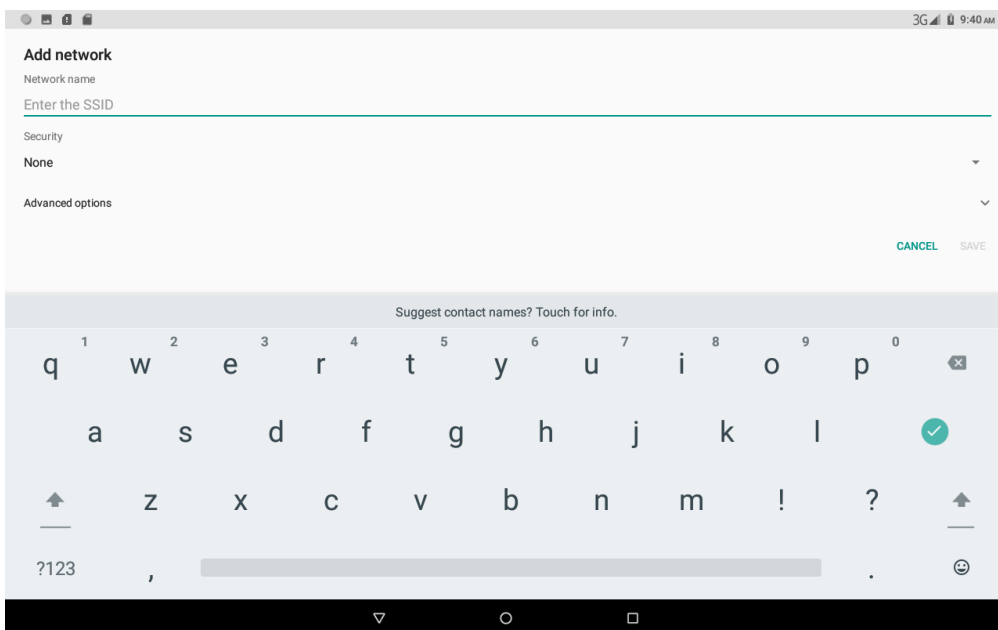 3G 9:40 AM
Add network
Network name
Enter the SSID
Security
None
Advanced options
CANCEL SAVE
Suggest contact names? Touch for info.
1 2 3 4 5 6 7 8 9 0
q w e r t y u i o p
a s d f g h j k l
z x c v b n m ! ?
?123 , .